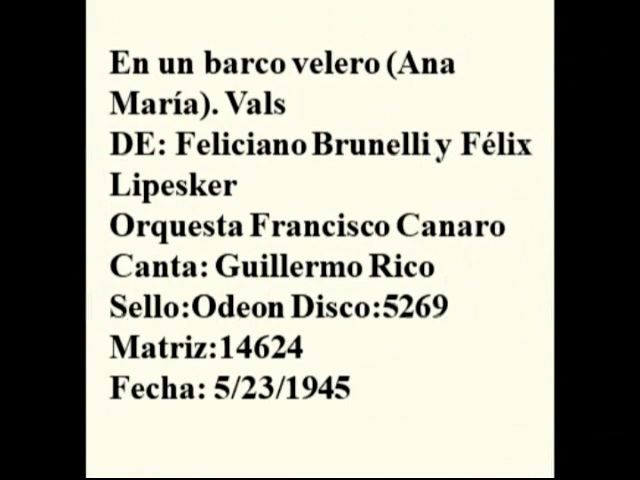 En un barco velero (Ana
María). Vals
DE: Feliciano Brunelli y Félix
Lipesker
Orquesta Francisco Canaro
Canta: Guillermo Rico
Sello:Odeon Disco:5269
Matriz:14624
Fecha: 5/23/1945